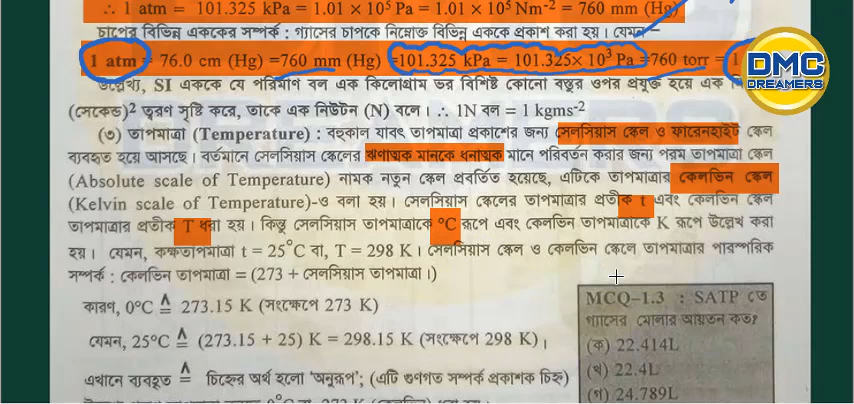 ∴ 1 atm = 101.325 kPa = 1.01 × 10⁵ Pa = 1.01 × 10⁵ Nm⁻² = 760 mm (Hg)
চাপের বিভিন্ন এককের সম্পর্ক : গ্যাসের চাপকে নিম্নোক্ত বিভিন্ন এককে প্রকাশ করা হয়। যেমন–
1 atm = 76.0 cm (Hg) =760 mm (Hg) =101.325 kPa = 101.325× 10³ Pa =760 torr = 1
DMC
DREAMERS
উল্লেখ্য, SI এককে যে পরিমাণ বল এক কিলোগ্রাম ভর বিশিষ্ট কোনো বস্তুর ওপর প্রযুক্ত হয়ে এক
(সেকেন্ড)² ত্বরণ সৃষ্টি করে, তাকে এক নিউটন (N) বলে। ∴ 1N বল = 1 kgms⁻²
(৩) তাপমাত্রা (Temperature) : বহুকাল যাবৎ তাপমাত্রা প্রকাশের জন্য সেলসিয়াস স্কেল ও ফারেনহাইট স্কেল
ব্যবহৃত হয়ে আসছে। বর্তমানে সেলসিয়াস স্কেলের ঋণাত্মক মানকে ধনাত্মক মানে পরিবর্তন করার জন্য পরম তাপমাত্রা স্কেল
(Absolute scale of Temperature) নামক নতুন স্কেল প্রবর্তিত হয়েছে, এটিকে তাপমাত্রার কেলভিন স্কেল
(Kelvin scale of Temperature)-ও বলা হয়। সেলসিয়াস স্কেলের তাপমাত্রার প্রতীক t এবং কেলভিন স্কেল
তাপমাত্রার প্রতীক T ধরা হয়। কিন্তু সেলসিয়াস তাপমাত্রাকে °C রূপে এবং কেলভিন তাপমাত্রাকে K রূপে উল্লেখ করা
হয়। যেমন, কক্ষতাপমাত্রা t = 25°C বা, T = 298 K। সেলসিয়াস স্কেল ও কেলভিন স্কেলে তাপমাত্রার পারস্পরিক
সম্পর্ক : কেলভিন তাপমাত্রা = (273 + সেলসিয়াস তাপমাত্রা।)
কারণ, 0°C ≙ 273.15 K (সংক্ষেপে 273 K)
যেমন, 25°C ≙ (273.15 + 25) K = 298.15 K (সংক্ষেপে 298 K)।
এখানে ব্যবহৃত ≙ চিহ্নের অর্থ হলো 'অনুরূপ'; (এটি গুণগত সম্পর্ক প্রকাশক চিহ্ন)
MCQ-1.3 : SATP তে
গ্যাসের মোলার আয়তন কত?
(ক) 22.414L
(খ) 22.4L
(গ) 24.789L